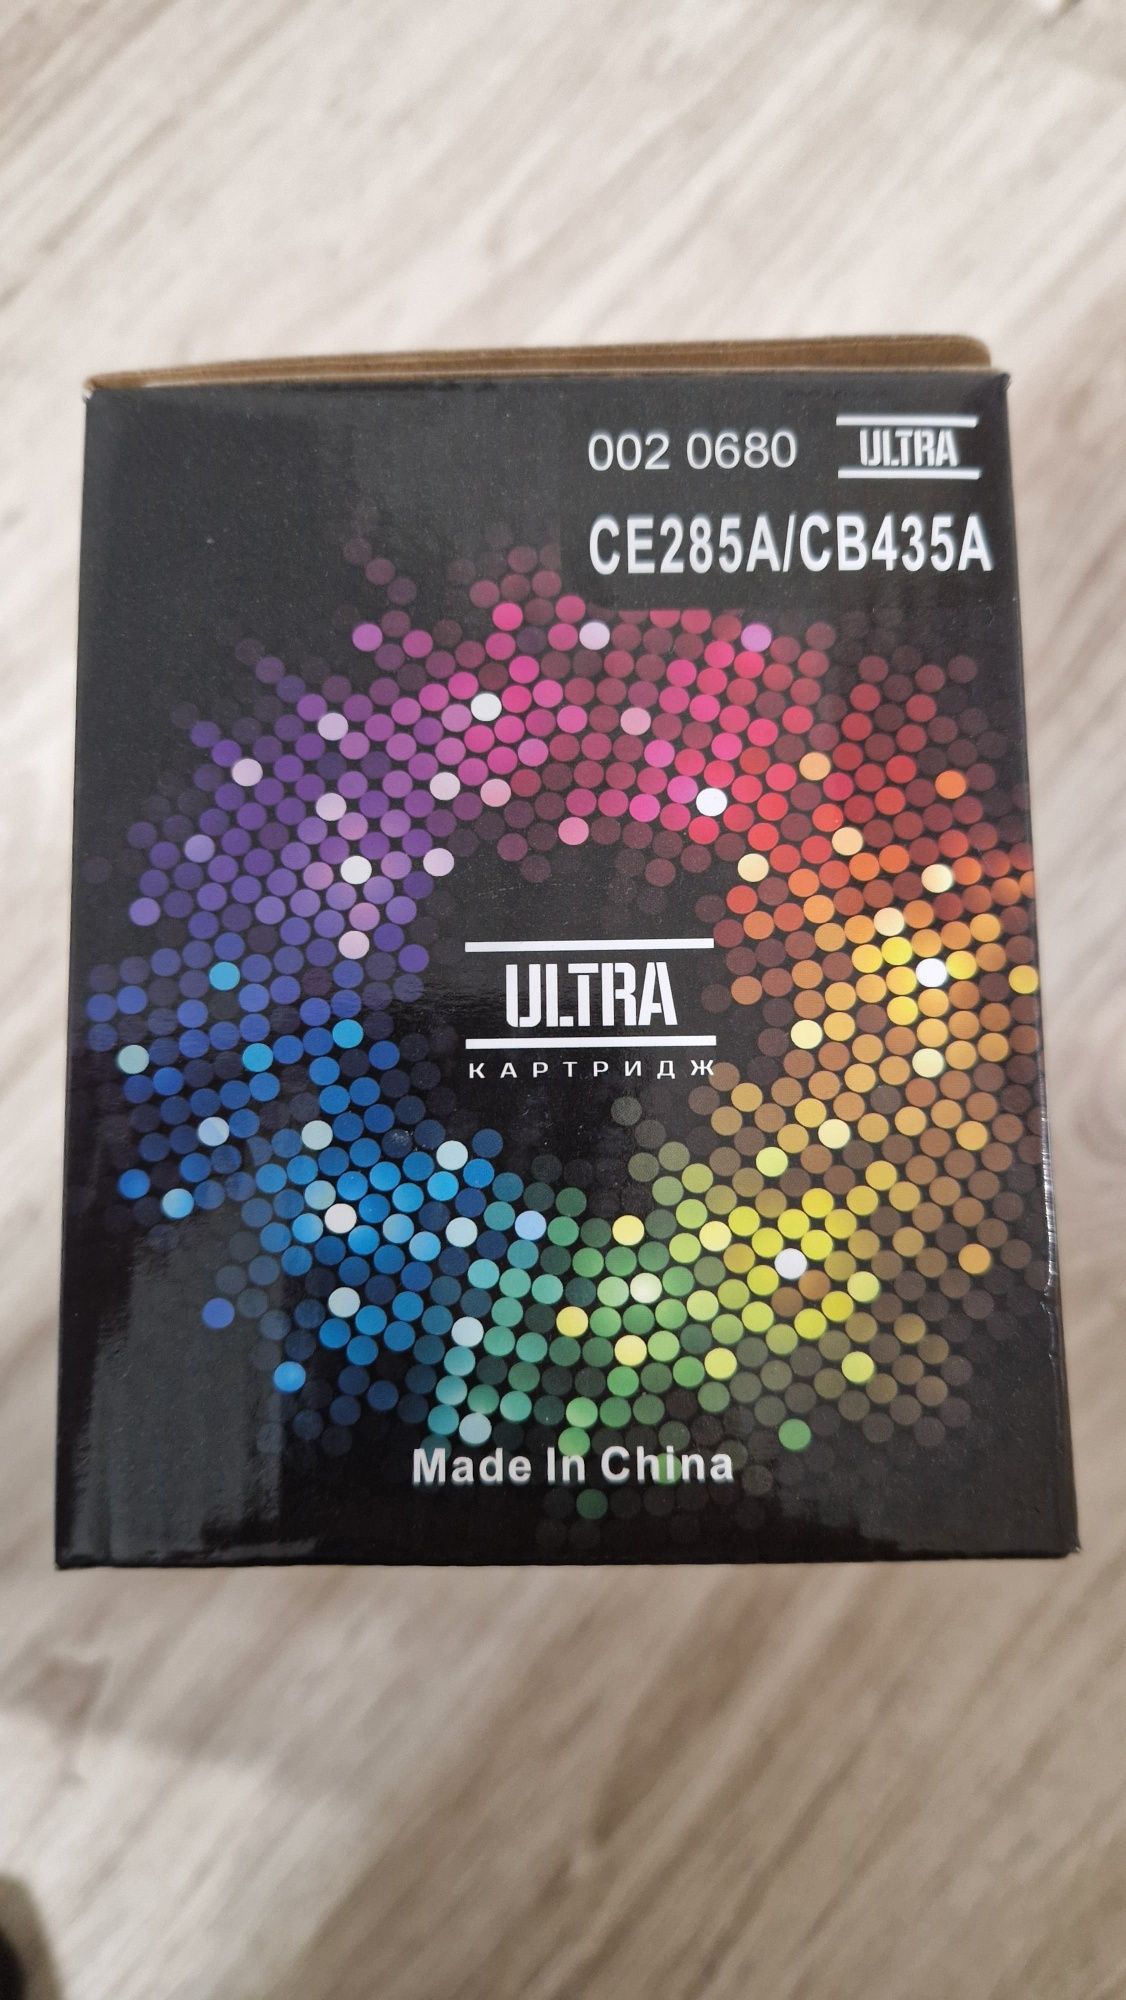 002 0680 ULTRA
CE285A/CB435A
ULTRA
КАРТРИДЖ
Made In China